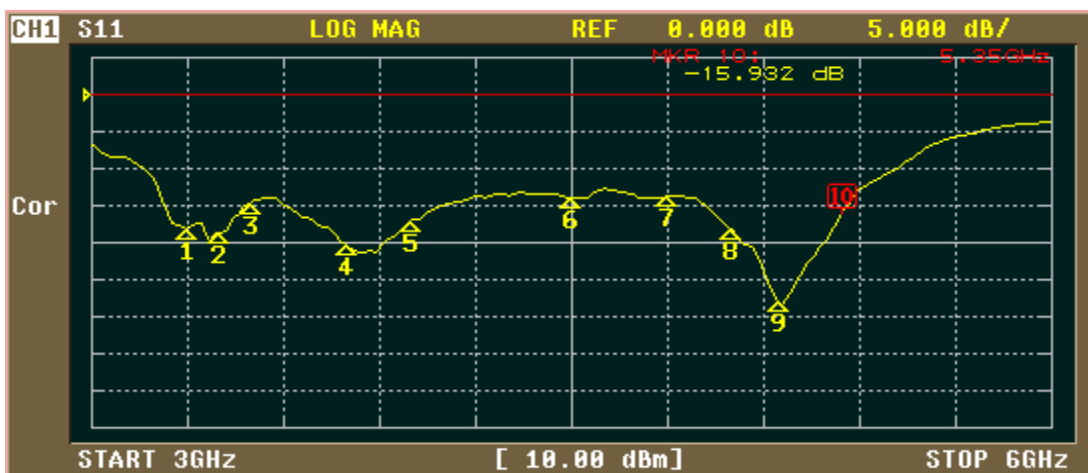 CH1 S11 LOG MAG REF 0.000 dB 5.000 dB/
MKR 10: 5.35GHz
-15.932 dB
Cor
1 2 3 4 5 6 7 8 9 10
START 3GHz [ 10.00 dBm] STOP 6GHz